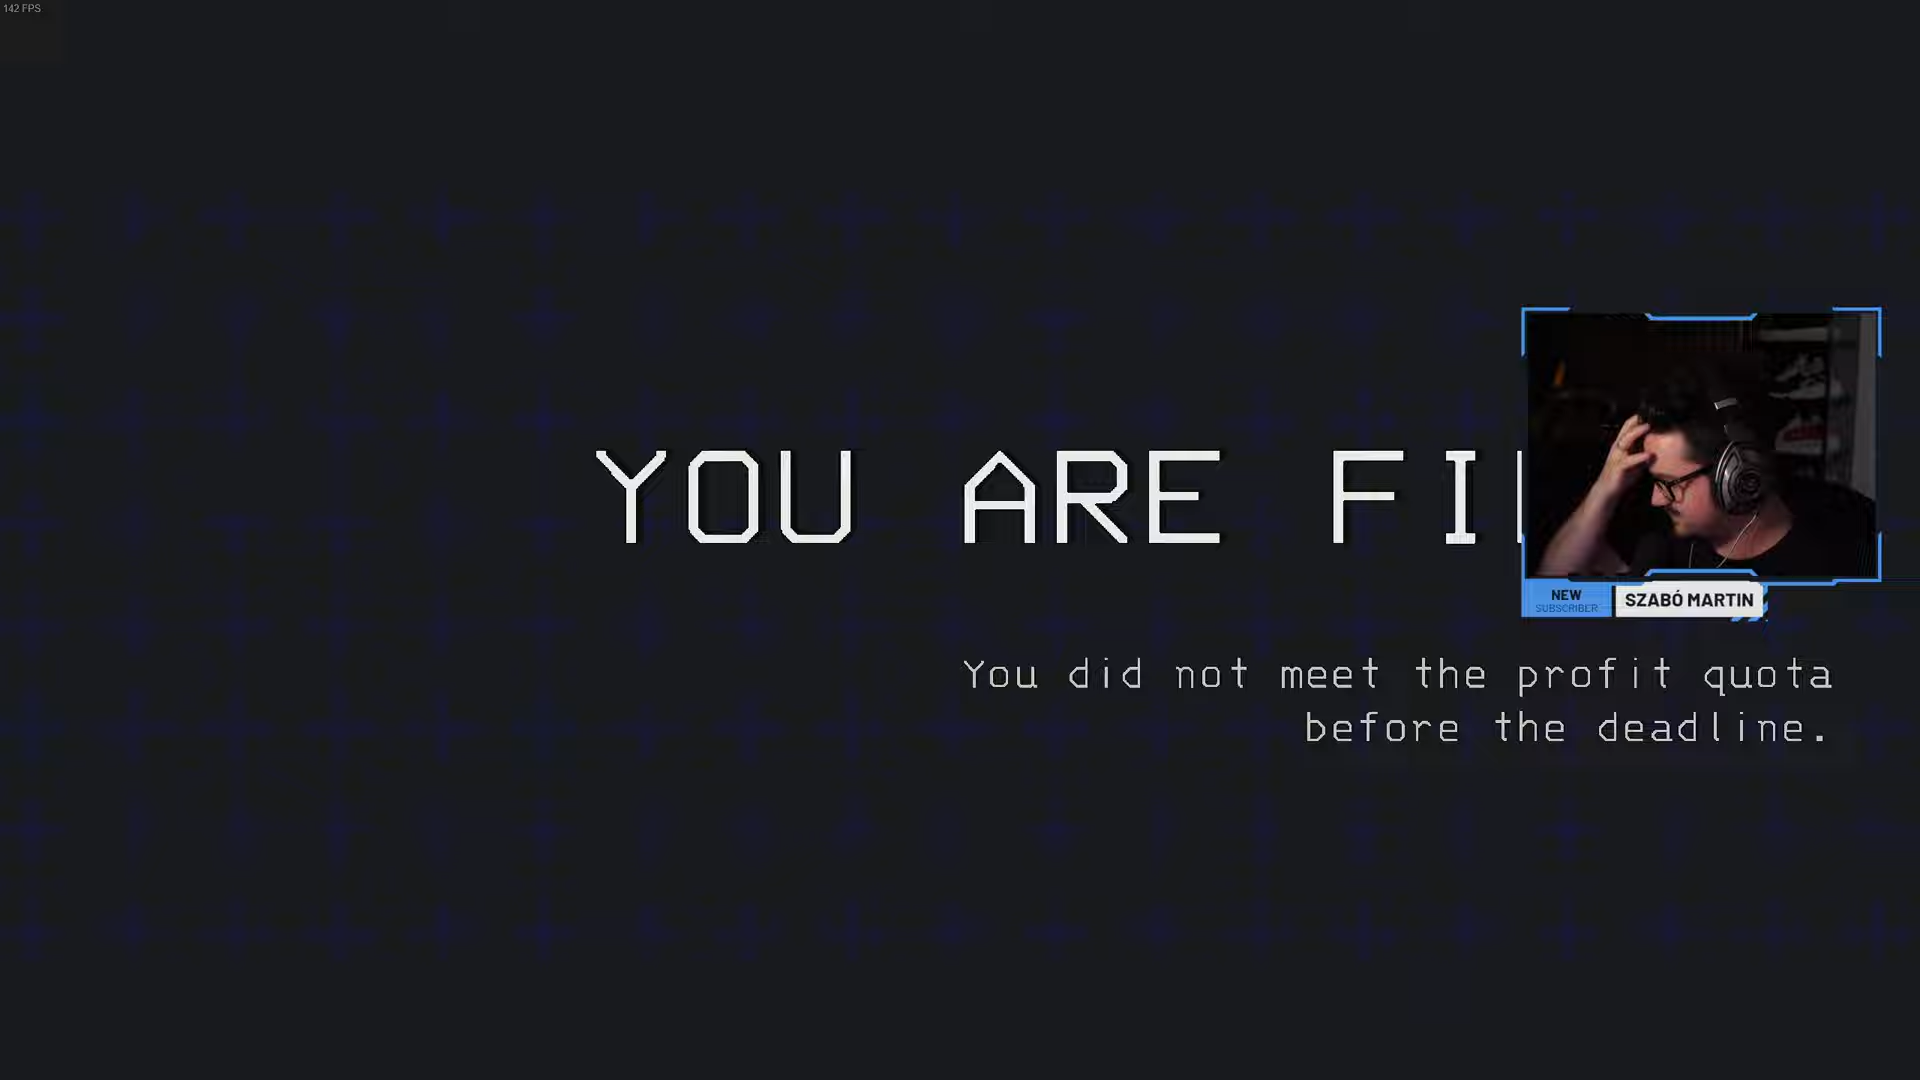 142 FPS
YOU ARE FI
NEW
SUBSCRIBER
SZABÓ MARTIN
You did not meet the profit quota
before the deadline.